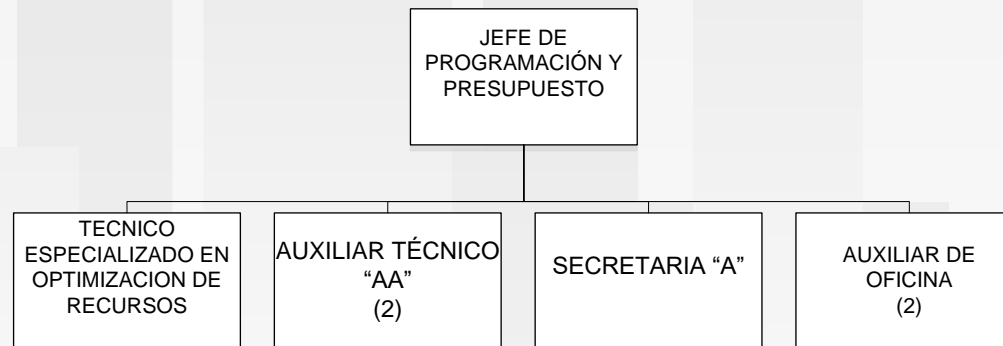 JEFE DE
PROGRAMACIÓN Y
PRESUPUESTO
TECNICO
ESPECIALIZADO EN
OPTIMIZACION DE
RECURSOS
AUXILIAR TÉCNICO
“AA”
(2)
SECRETARIA “A”
AUXILIAR DE
OFICINA
(2)